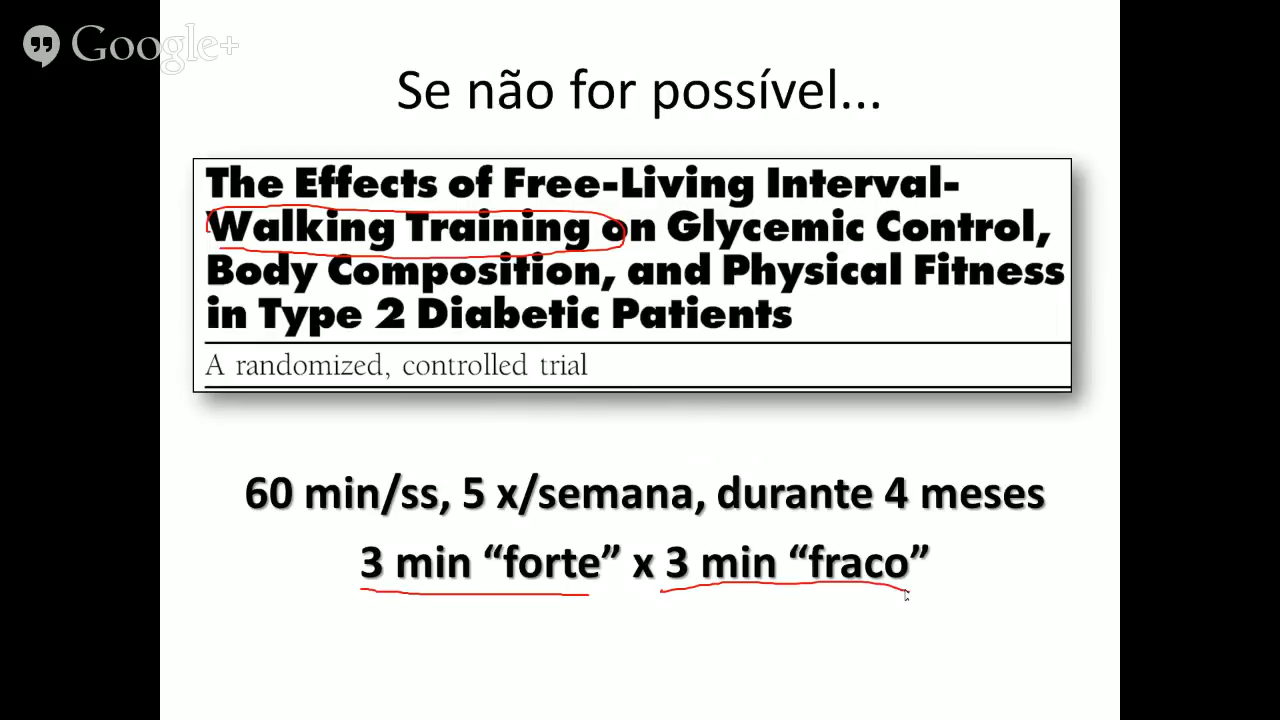 Google+
Se não for possível...
The Effects of Free-Living Interval-
Walking Training on Glycemic Control,
Body Composition, and Physical Fitness
in Type 2 Diabetic Patients
A randomized, controlled trial
60 min/ss, 5 x/semana, durante 4 meses
3 min “forte” x 3 min “fraco”